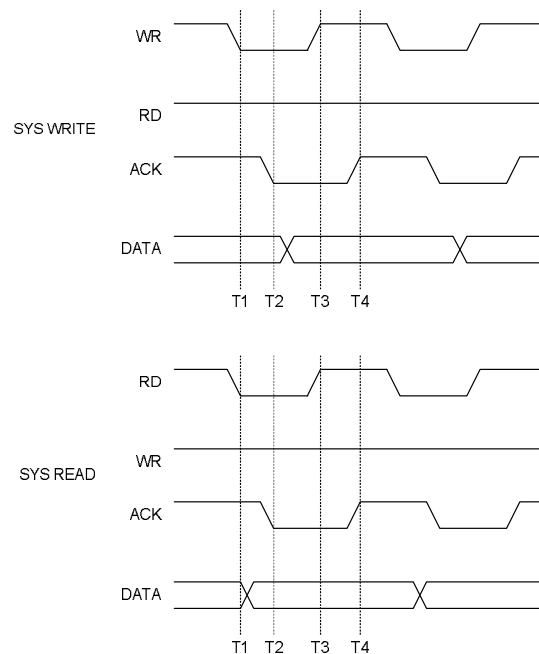 WR
RD
SYS WRITE
ACK
DATA
T1 T2 T3 T4
RD
WR
SYS READ
ACK
DATA
T1 T2 T3 T4